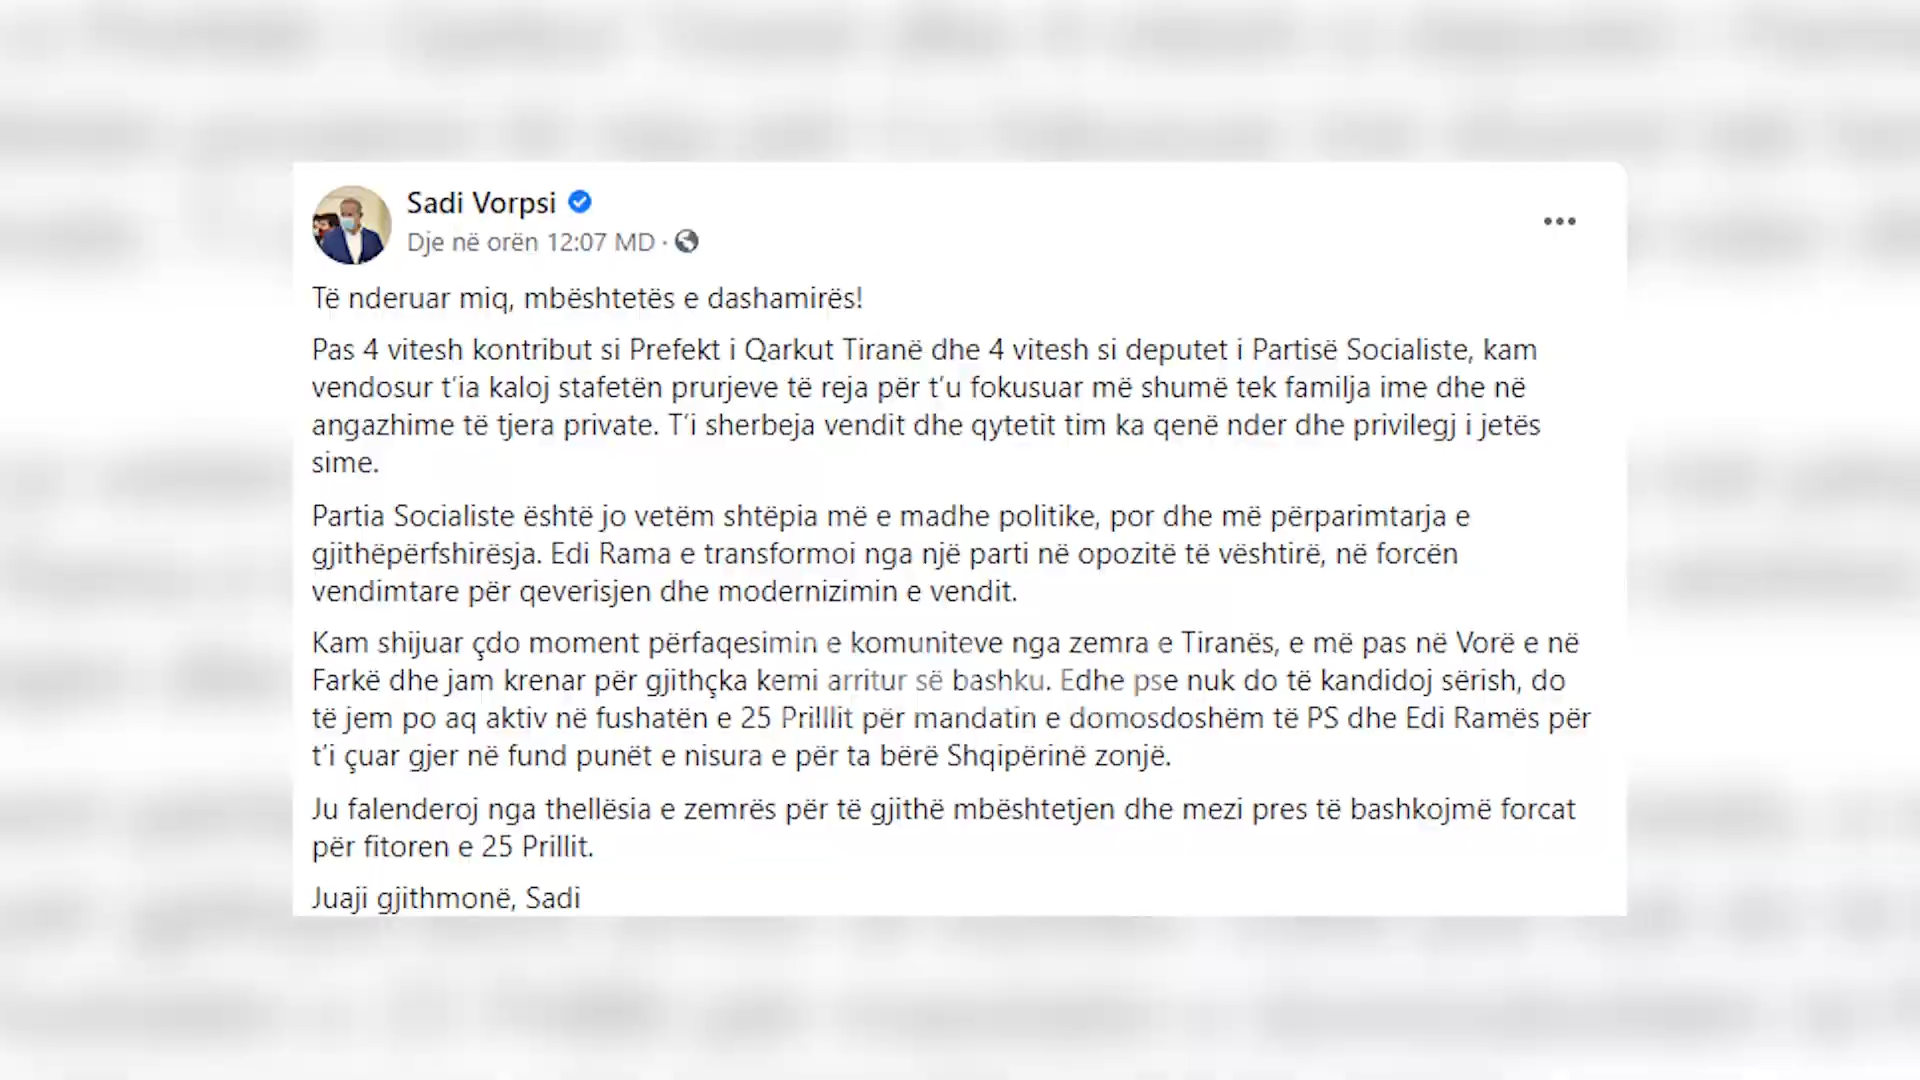 Sadi Vorpsi
Dje në orën 12:07 MD ·
Të nderuar miq, mbështetës e dashamirës!
Pas 4 vitesh kontribut si Prefekt i Qarkut Tiranë dhe 4 vitesh si deputet i Partisë Socialiste, kam
vendosur t'ia kaloj stafetën prurjeve të reja për t'u fokusuar më shumë tek familja ime dhe në
angazhime të tjera private. T'i sherbeja vendit dhe qytetit tim ka qenë nder dhe privilegj i jetës
sime.
Partia Socialiste është jo vetëm shtëpia më e madhe politike, por dhe më përparimtarja e
gjithëpërfshirësja. Edi Rama e transformoi nga një parti në opozitë të vështirë, në forcën
vendimtare për qeverisjen dhe modernizimin e vendit.
Kam shijuar çdo moment përfaqesimin e komuniteve nga zemra e Tiranës, e më pas në Vorë e në
Farkë dhe jam krenar për gjithçka kemi arritur së bashku. Edhe pse nuk do të kandidoj sërish, do
të jem po aq aktiv në fushatën e 25 Prilllit për mandatin e domosdoshëm të PS dhe Edi Ramës për
t'i çuar gjer në fund punët e nisura e për ta bërë Shqipërinë zonjë.
Ju falenderoj nga thellësia e zemrës për të gjithë mbështetjen dhe mezi pres të bashkojmë forcat
për fitoren e 25 Prillit.
Juaji gjithmonë, Sadi